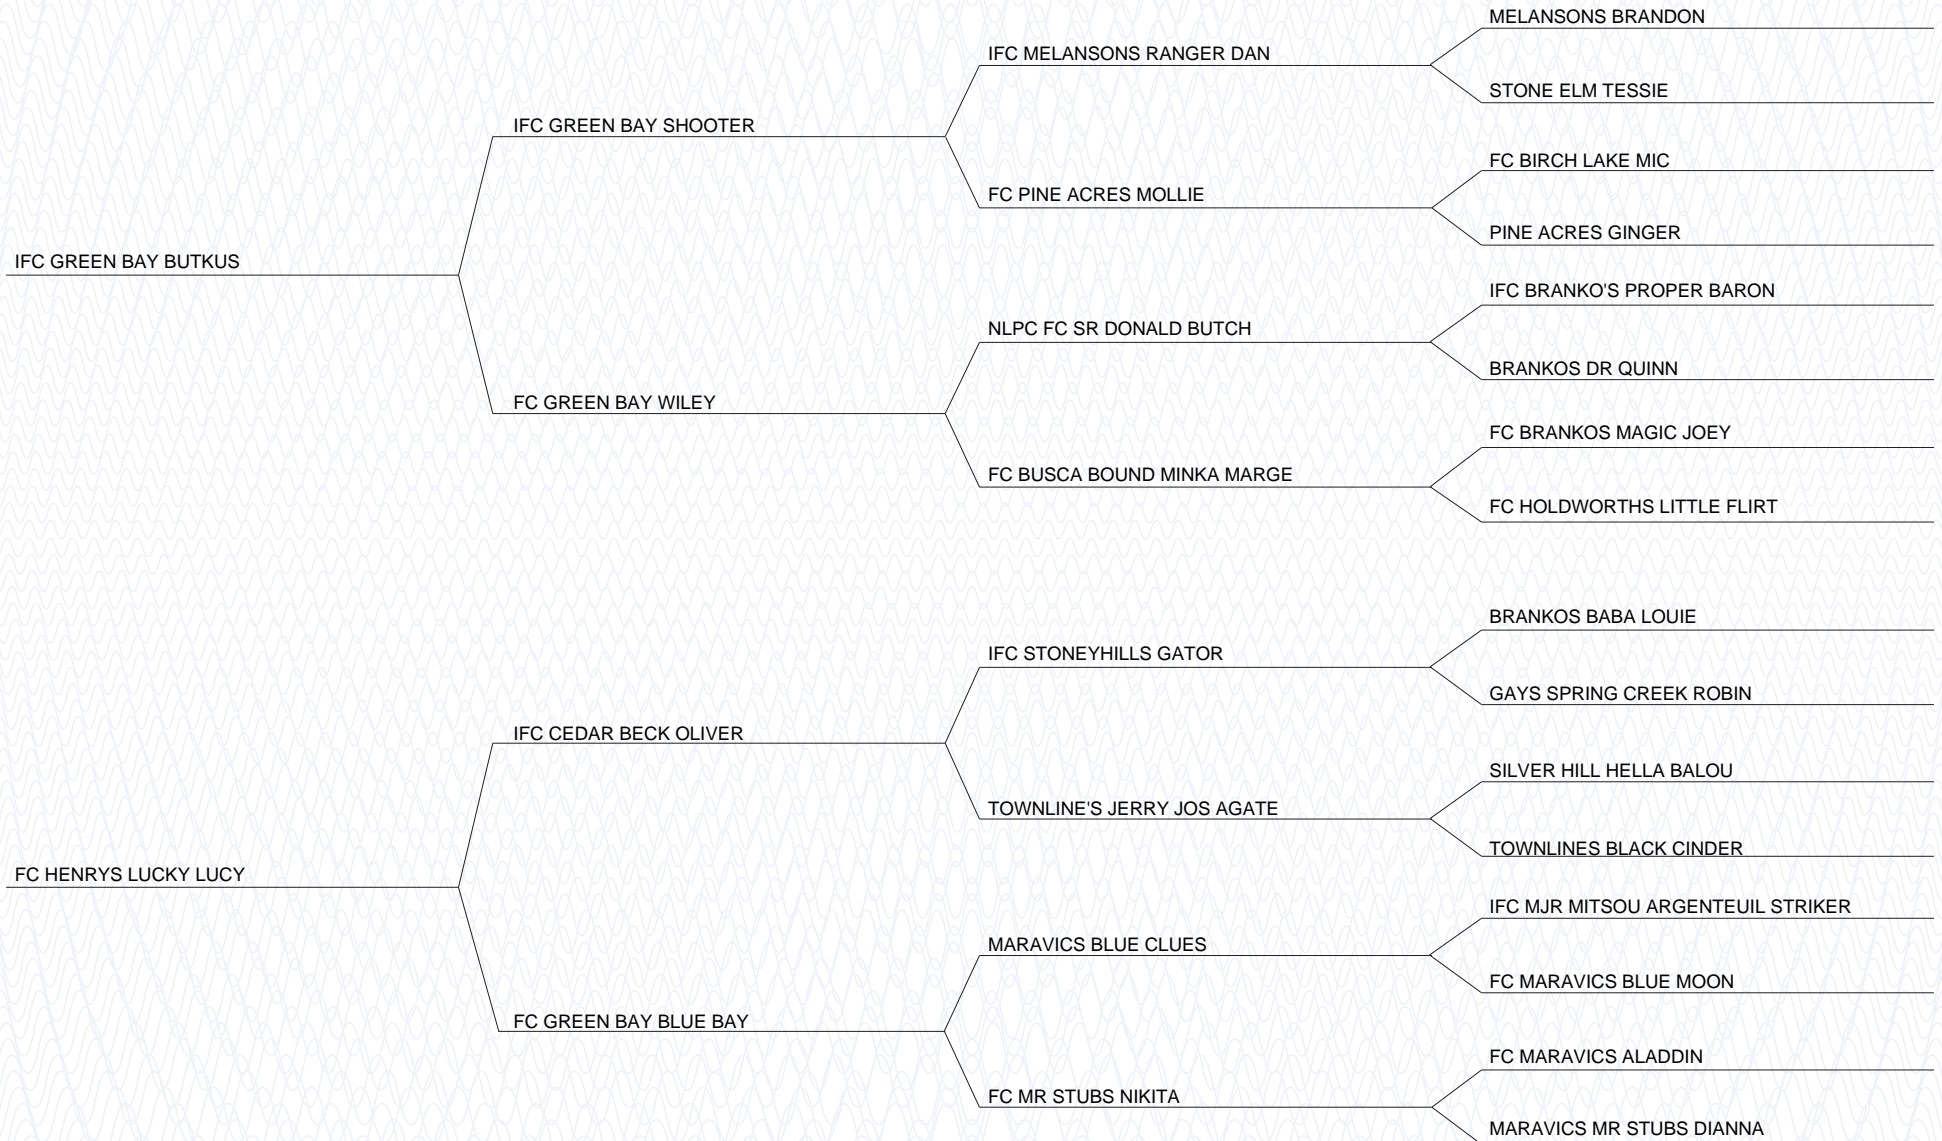 MELANSONS BRANDON
IFC MELANSONS RANGER DAN
STONE ELM TESSIE
IFC GREEN BAY SHOOTER
FC BIRCH LAKE MIC
FC PINE ACRES MOLLIE
PINE ACRES GINGER
IFC GREEN BAY BUTKUS
IFC BRANKO'S PROPER BARON
NLPC FC SR DONALD BUTCH
BRANKOS DR QUINN
FC GREEN BAY WILEY
FC BRANKOS MAGIC JOEY
FC BUSCA BOUND MINKA MARGE
FC HOLDWORTHS LITTLE FLIRT
BRANKOS BABA LOUIE
IFC STONEYHILLS GATOR
GAYS SPRING CREEK ROBIN
IFC CEDAR BECK OLIVER
SILVER HILL HELLA BALOU
TOWNLINE'S JERRY JOS AGATE
TOWNLINES BLACK CINDER
FC HENRYS LUCKY LUCY
IFC MJR MITSOU ARGENTEUIL STRIKER
MARAVICS BLUE CLUES
FC MARAVICS BLUE MOON
FC GREEN BAY BLUE BAY
FC MARAVICS ALADDIN
FC MR STUBS NIKITA
MARAVICS MR STUBS DIANNA